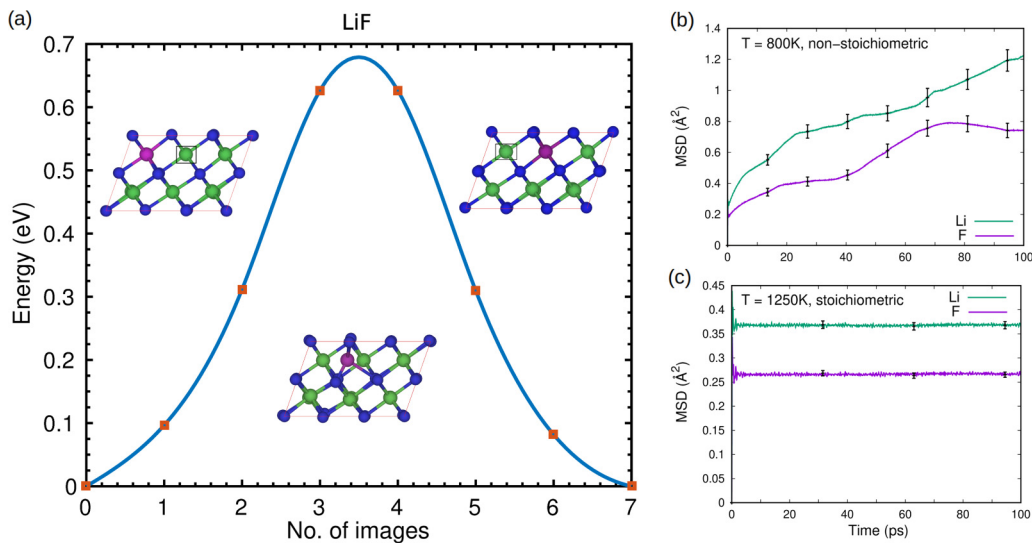 (a)
LiF
0.7
0.6
0.5
0.4
0.3
0.2
0.1
0
Energy (eV)
0 1 2 3 4 5 6 7
No. of images
(b)
T = 800K, non-stoichiometric
1.4
1.2
1
0.8
0.6
0.4
0.2
0
MSD (Å²)
Li
F
0 20 40 60 80 100
(c)
T = 1250K, stoichiometric
Li
F
0.45
0.4
0.35
0.3
0.25
0.2
0.15
0.1
0.05
0
MSD (Å²)
0 20 40 60 80 100
Time (ps)